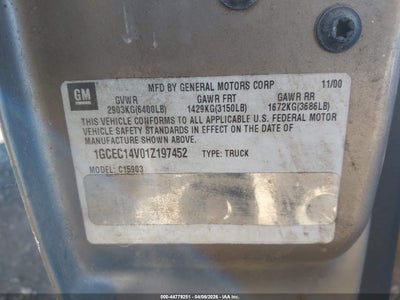 GM
MFD BY GENERAL MOTORS CORP 11/00
GVWR GAWR FRT GAWR RR
2903KG(6400LB) 1429KG(3150LB) 1672KG(3686LB)
THIS VEHICLE CONFORMS TO ALL APPLICABLE U.S. FEDERAL MOTOR
VEHICLE SAFETY STANDARDS IN EFFECT ON THE DATE OF
MANUFACTURE SHOWN ABOVE.
1GCEC14V01Z197452 TYPE: TRUCK
MODEL: C15903
000-44779251 04/06/2026 - IAA Inc.